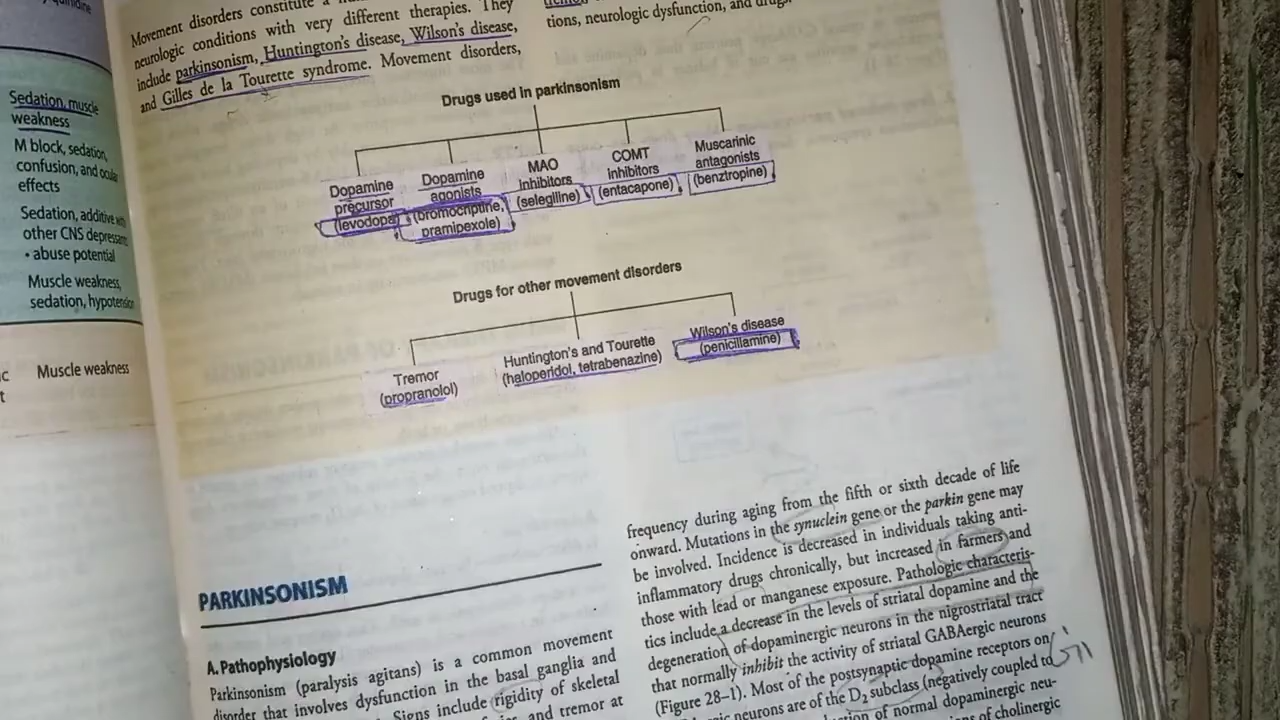 Sedation, muscle
weakness
M block, sedation,
confusion, and ocula
effects
Sedation, additive with
other CNS depressan
• abuse potential
Muscle weakness,
sedation, hypotension
Muscle weakness
Movement disorders constitute a
neurologic conditions with very different therapies. They
include parkinsonism, Huntington's disease, Wilson's disease,
and Gilles de la Tourette syndrome. Movement disorders,
tions, neurologic dysfunction, and drugs.
Drugs used in parkinsonism
Dopamine
precursor
(levodopa)
Dopamine
agonists
(bromocriptine,
pramipexole)
MAO
inhibitors
(selegiline)
COMT
inhibitors
(entacapone)
Muscarinic
antagonists
(benztropine)
Drugs for other movement disorders
Tremor
(propranolol)
Huntington's and Tourette
(haloperidol, tetrabenazine)
Wilson's disease
(penicillamine)
PARKINSONISM
A. Pathophysiology
Parkinsonism (paralysis agitans) is a common movement
disorder that involves dysfunction in the basal ganglia and
Signs include rigidity of skeletal
and tremor at
frequency during aging from the fifth or sixth decade of life
onward. Mutations in the synuclein gene or the parkin gene may
be involved. Incidence is decreased in individuals taking anti-
inflammatory drugs chronically, but increased in farmers and
those with lead or manganese exposure. Pathologic characteris-
tics include a decrease in the levels of striatal dopamine and the
degeneration of dopaminergic neurons in the nigrostriatal tract
that normally inhibit the activity of striatal GABAergic neurons
(Figure 28–1). Most of the postsynaptic dopamine receptors on
neurons are of the D2 subclass (negatively coupled to
of normal dopaminergic neu-
of cholinergic